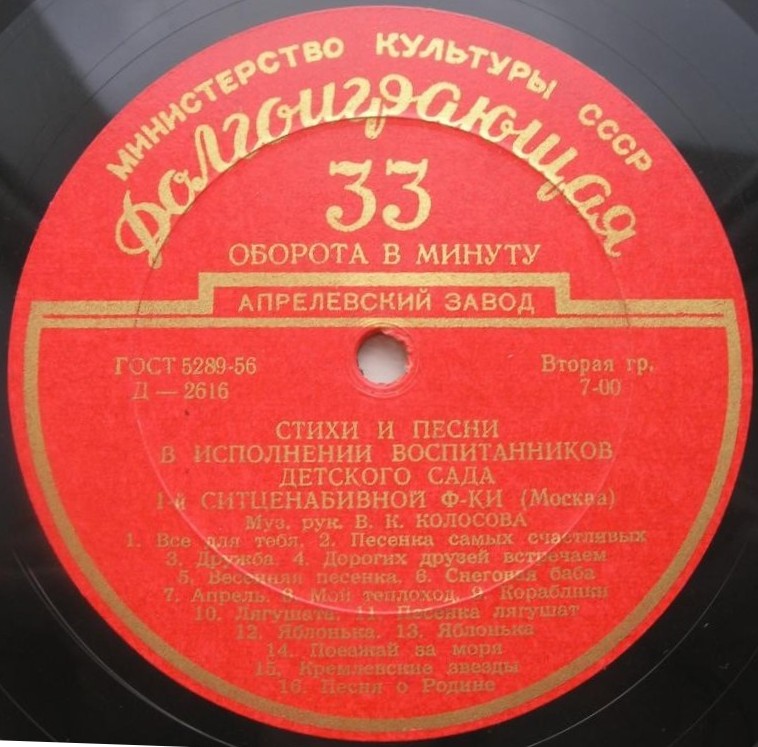 МИНИСТЕРСТВО КУЛЬТУРЫ СССР
Долгоиграющая
33
ОБОРОТА В МИНУТУ
АПРЕЛЕВСКИЙ ЗАВОД
ГОСТ 5289-56 Вторая гр.
Д — 2616 7-00
СТИХИ И ПЕСНИ
В ИСПОЛНЕНИИ ВОСПИТАННИКОВ
ДЕТСКОГО САДА
1-й СИТЦЕНАБИВНОЙ Ф-КИ (Москва)
Муз. рук. В. К. КОЛОСОВА
1. Все для тебя. 2. Песенка самых счастливых
3. Дружба. 4. Дорогих друзей встречаем
5. Весенняя песенка. 6. Снеговая баба
7. Апрель. 8. Мой теплоход. 9. Кораблики
10. Лягушата. 11. Песенка лягушат
12. Яблонька. 13. Яблонька
14. Поезжай за моря
15. Кремлевские звезды
16. Песня о Родине